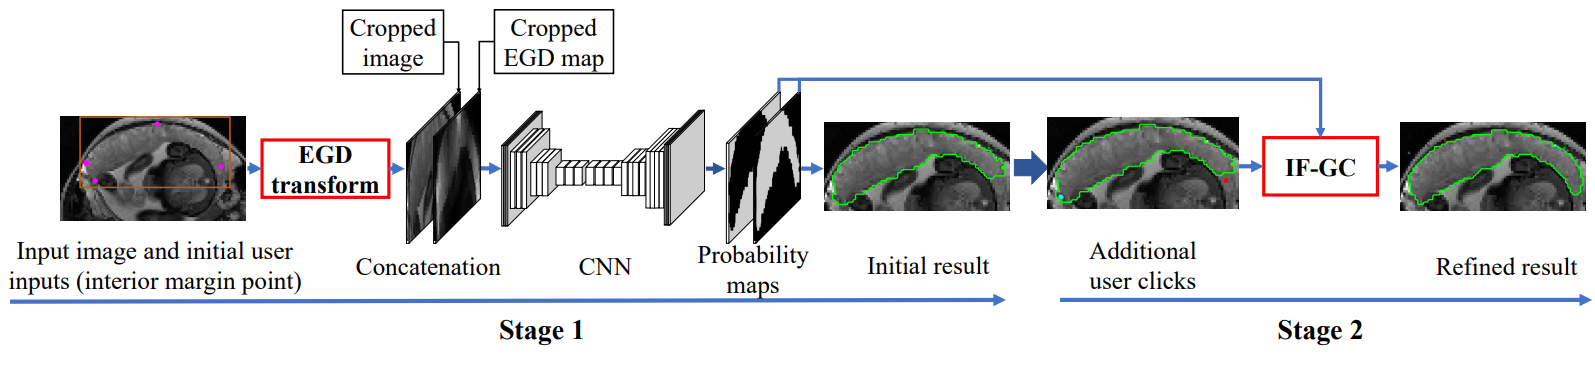 Cropped
image
Cropped
EGD map
EGD
transform
IF-GC
Input image and initial user
inputs (interior margin point)
Concatenation
CNN
Probability
maps
Initial result
Additional
user clicks
Refined result
Stage 1
Stage 2